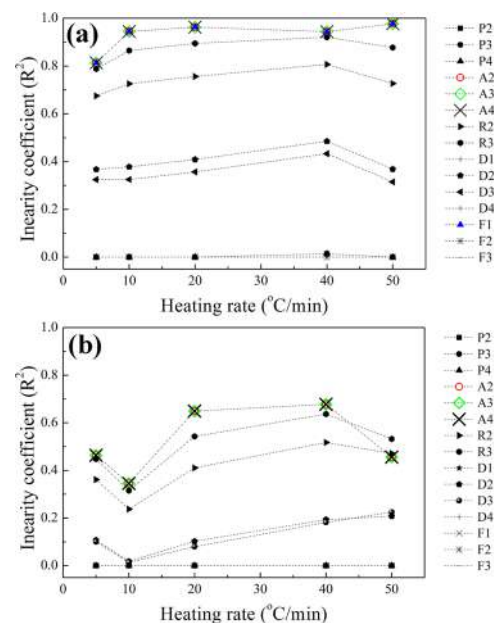 (a)
1.0
0.8
0.6
0.4
0.2
0.0
Inearity coefficient (R²)
0 10 20 30 40 50
Heating rate (°C/min)
P2
P3
P4
A2
A3
A4
R2
R3
D1
D2
D3
D4
F1
F2
F3
(b)
1.0
0.8
0.6
0.4
0.2
0.0
Inearity coefficient (R²)
0 10 20 30 40 50
Heating rate (°C/min)
P2
P3
P4
A2
A3
A4
R2
R3
D1
D2
D3
D4
F1
F2
F3